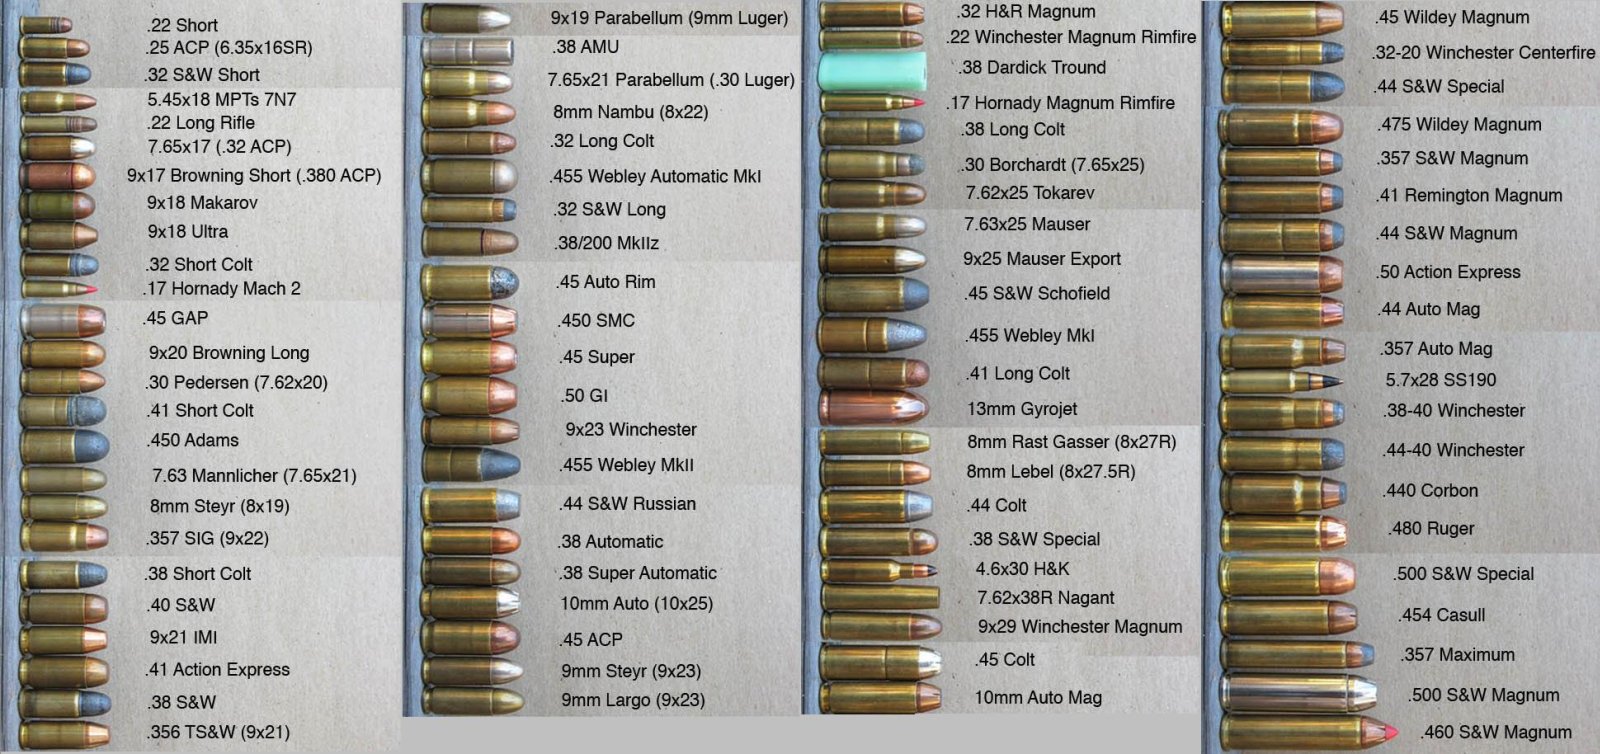 .22 Short
.25 ACP (6.35x16SR)
.32 S&W Short
5.45x18 MPTs 7N7
.22 Long Rifle
7.65x17 (.32 ACP)
9x17 Browning Short (.380 ACP)
9x18 Makarov
9x18 Ultra
.32 Short Colt
.17 Hornady Mach 2
.45 GAP
9x20 Browning Long
.30 Pedersen (7.62x20)
.41 Short Colt
.450 Adams
7.63 Mannlicher (7.65x21)
8mm Steyr (8x19)
.357 SIG (9x22)
.38 Short Colt
.40 S&W
9x21 IMI
.41 Action Express
.38 S&W
.356 TS&W (9x21)
9x19 Parabellum (9mm Luger)
.38 AMU
7.65x21 Parabellum (.30 Luger)
8mm Nambu (8x22)
.32 Long Colt
.455 Webley Automatic MkI
.32 S&W Long
.38/200 MkIIz
.45 Auto Rim
.450 SMC
.45 Super
.50 GI
9x23 Winchester
.455 Webley MkII
.44 S&W Russian
.38 Automatic
.38 Super Automatic
10mm Auto (10x25)
.45 ACP
9mm Steyr (9x23)
9mm Largo (9x23)
.32 H&R Magnum
.22 Winchester Magnum Rimfire
.38 Dardick Tround
.17 Hornady Magnum Rimfire
.38 Long Colt
.30 Borchardt (7.65x25)
7.62x25 Tokarev
7.63x25 Mauser
9x25 Mauser Export
.45 S&W Schofield
.455 Webley MkI
.41 Long Colt
13mm Gyrojet
8mm Rast Gasser (8x27R)
8mm Lebel (8x27.5R)
.44 Colt
.38 S&W Special
4.6x30 H&K
7.62x38R Nagant
9x29 Winchester Magnum
.45 Colt
10mm Auto Mag
.45 Wildey Magnum
.32-20 Winchester Centerfire
.44 S&W Special
.475 Wildey Magnum
.357 S&W Magnum
.41 Remington Magnum
.44 S&W Magnum
.50 Action Express
.44 Auto Mag
.357 Auto Mag
5.7x28 SS190
.38-40 Winchester
.44-40 Winchester
.440 Corbon
.480 Ruger
.500 S&W Special
.454 Casull
.357 Maximum
.500 S&W Magnum
.460 S&W Magnum